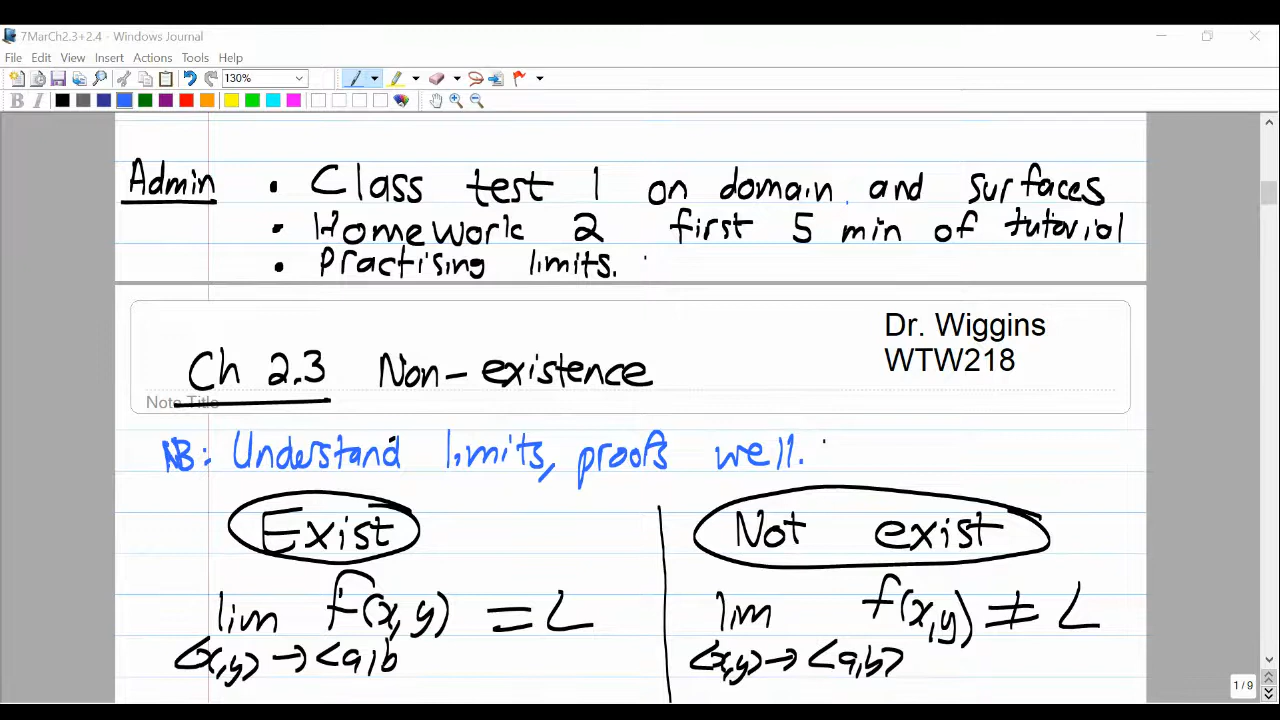 7MarCh2.3+2.4 - Windows Journal
File Edit View Insert Actions Tools Help
130%
B I
Admin • Class test 1 on domain and surfaces
• Homework 2 first 5 min of tutorial
• Practising limits.
Dr. Wiggins
WTW218
Ch 2.3 Non-existence
Note Title
NB: Understand limits, proofs well.
Exist
Not exist
lim f(x,y) = L
<x,y> → <a,b
lim f(x,y) ≠ L
<x,y> → <a,b>
1/9